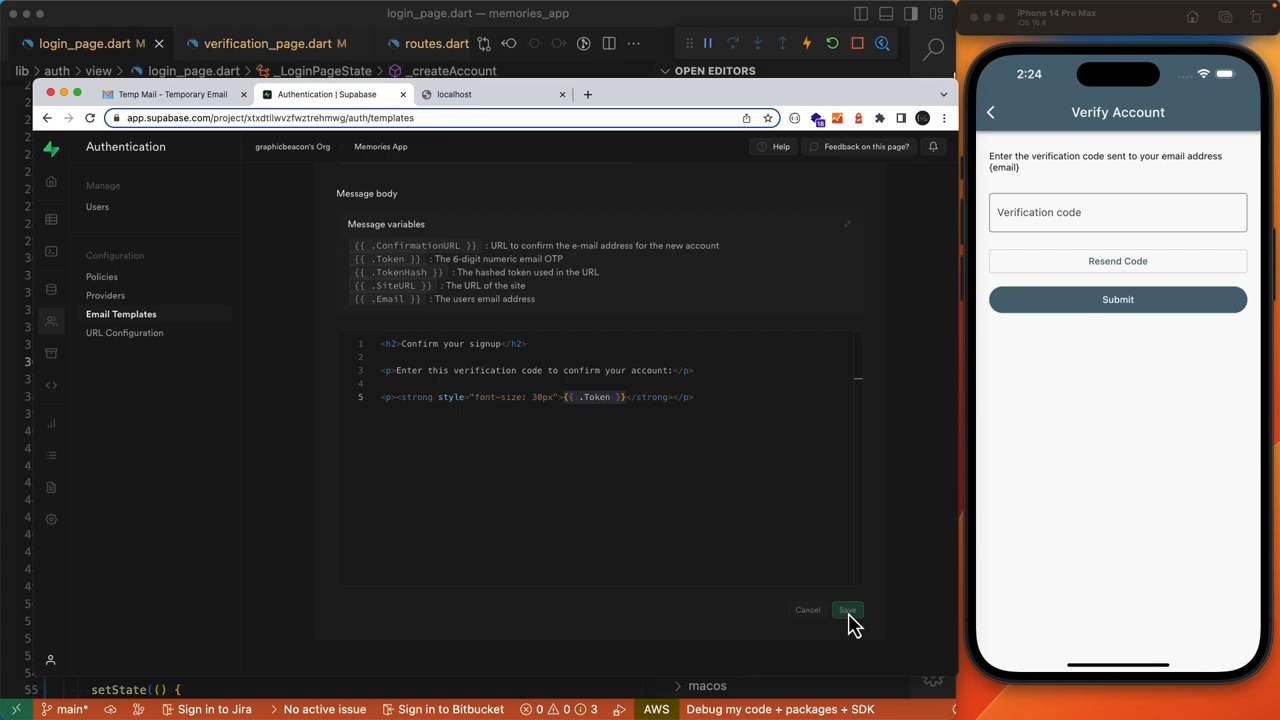 login_page.dart — memories_app
iPhone 14 Pro Max
iOS 16.4
login_page.dart M
verification_page.dart M
routes.dart
lib > auth > view > login_page.dart > _LoginPageState > _createAccount
OPEN EDITORS
Temp Mail - Temporary Email
Authentication | Supabase
localhost
app.supabase.com/project/xtxdtllwvzfwztrehmwg/auth/templates
18
Authentication
graphicbeacon's Org
Memories App
Help
Feedback on this page?
Manage
Users
Configuration
Policies
Providers
Email Templates
URL Configuration
Message body
Message variables
{{ .ConfirmationURL }} : URL to confirm the e-mail address for the new account
{{ .Token }} : The 6-digit numeric email OTP
{{ .TokenHash }} : The hashed token used in the URL
{{ .SiteURL }} : The URL of the site
{{ .Email }} : The users email address
1 <h2>Confirm your signup</h2>
2
3 <p>Enter this verification code to confirm your account:</p>
4
5 <p><strong style="font-size: 30px">{{ .Token }}</strong></p>
Cancel
Save
55 setState(() {
macos
main*
Sign in to Jira
No active issue
Sign in to Bitbucket
0 0 3
AWS
Debug my code + packages + SDK
2:24
Verify Account
Enter the verification code sent to your email address
{email}
Verification code
Resend Code
Submit